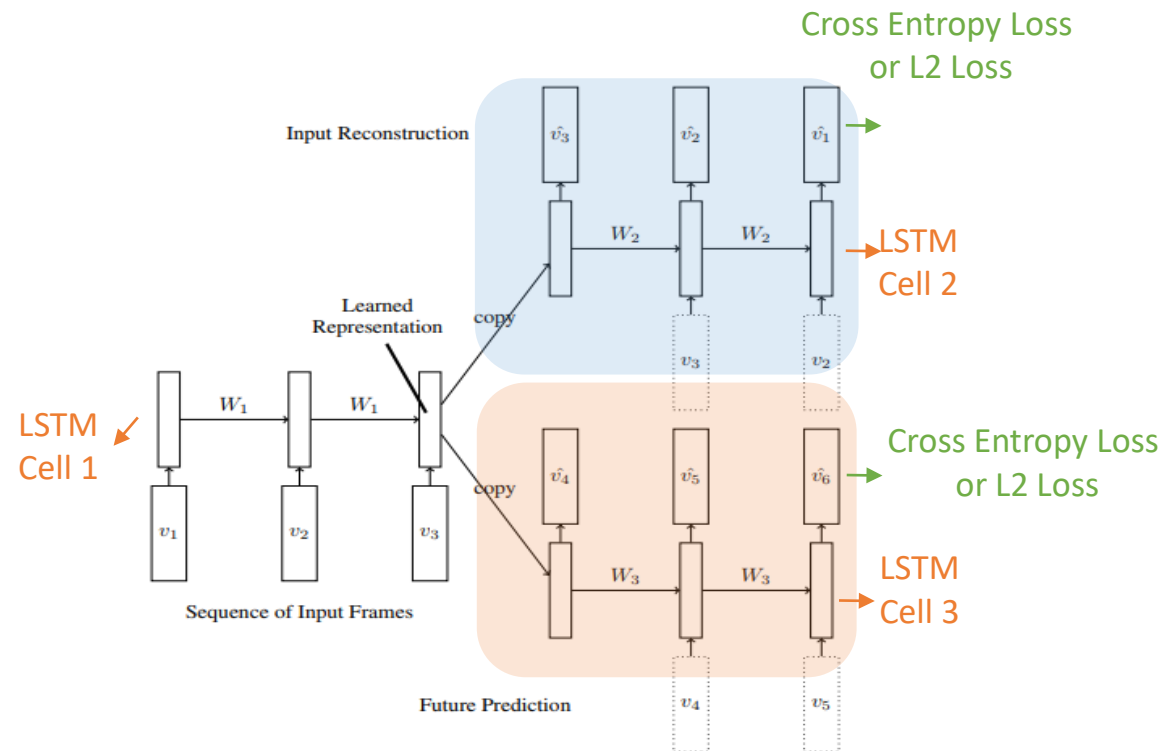 Cross Entropy Loss
or L2 Loss
Input Reconstruction
v̂₃
v̂₂
v̂₁
W₂
W₂
LSTM
Cell 2
Learned
Representation
copy
v₃
v₂
W₁
W₁
LSTM
Cell 1
v₁
v₂
v₃
Sequence of Input Frames
copy
v̂₄
v̂₅
v̂₆
Cross Entropy Loss
or L2 Loss
W₃
W₃
LSTM
Cell 3
Future Prediction
v₄
v₅